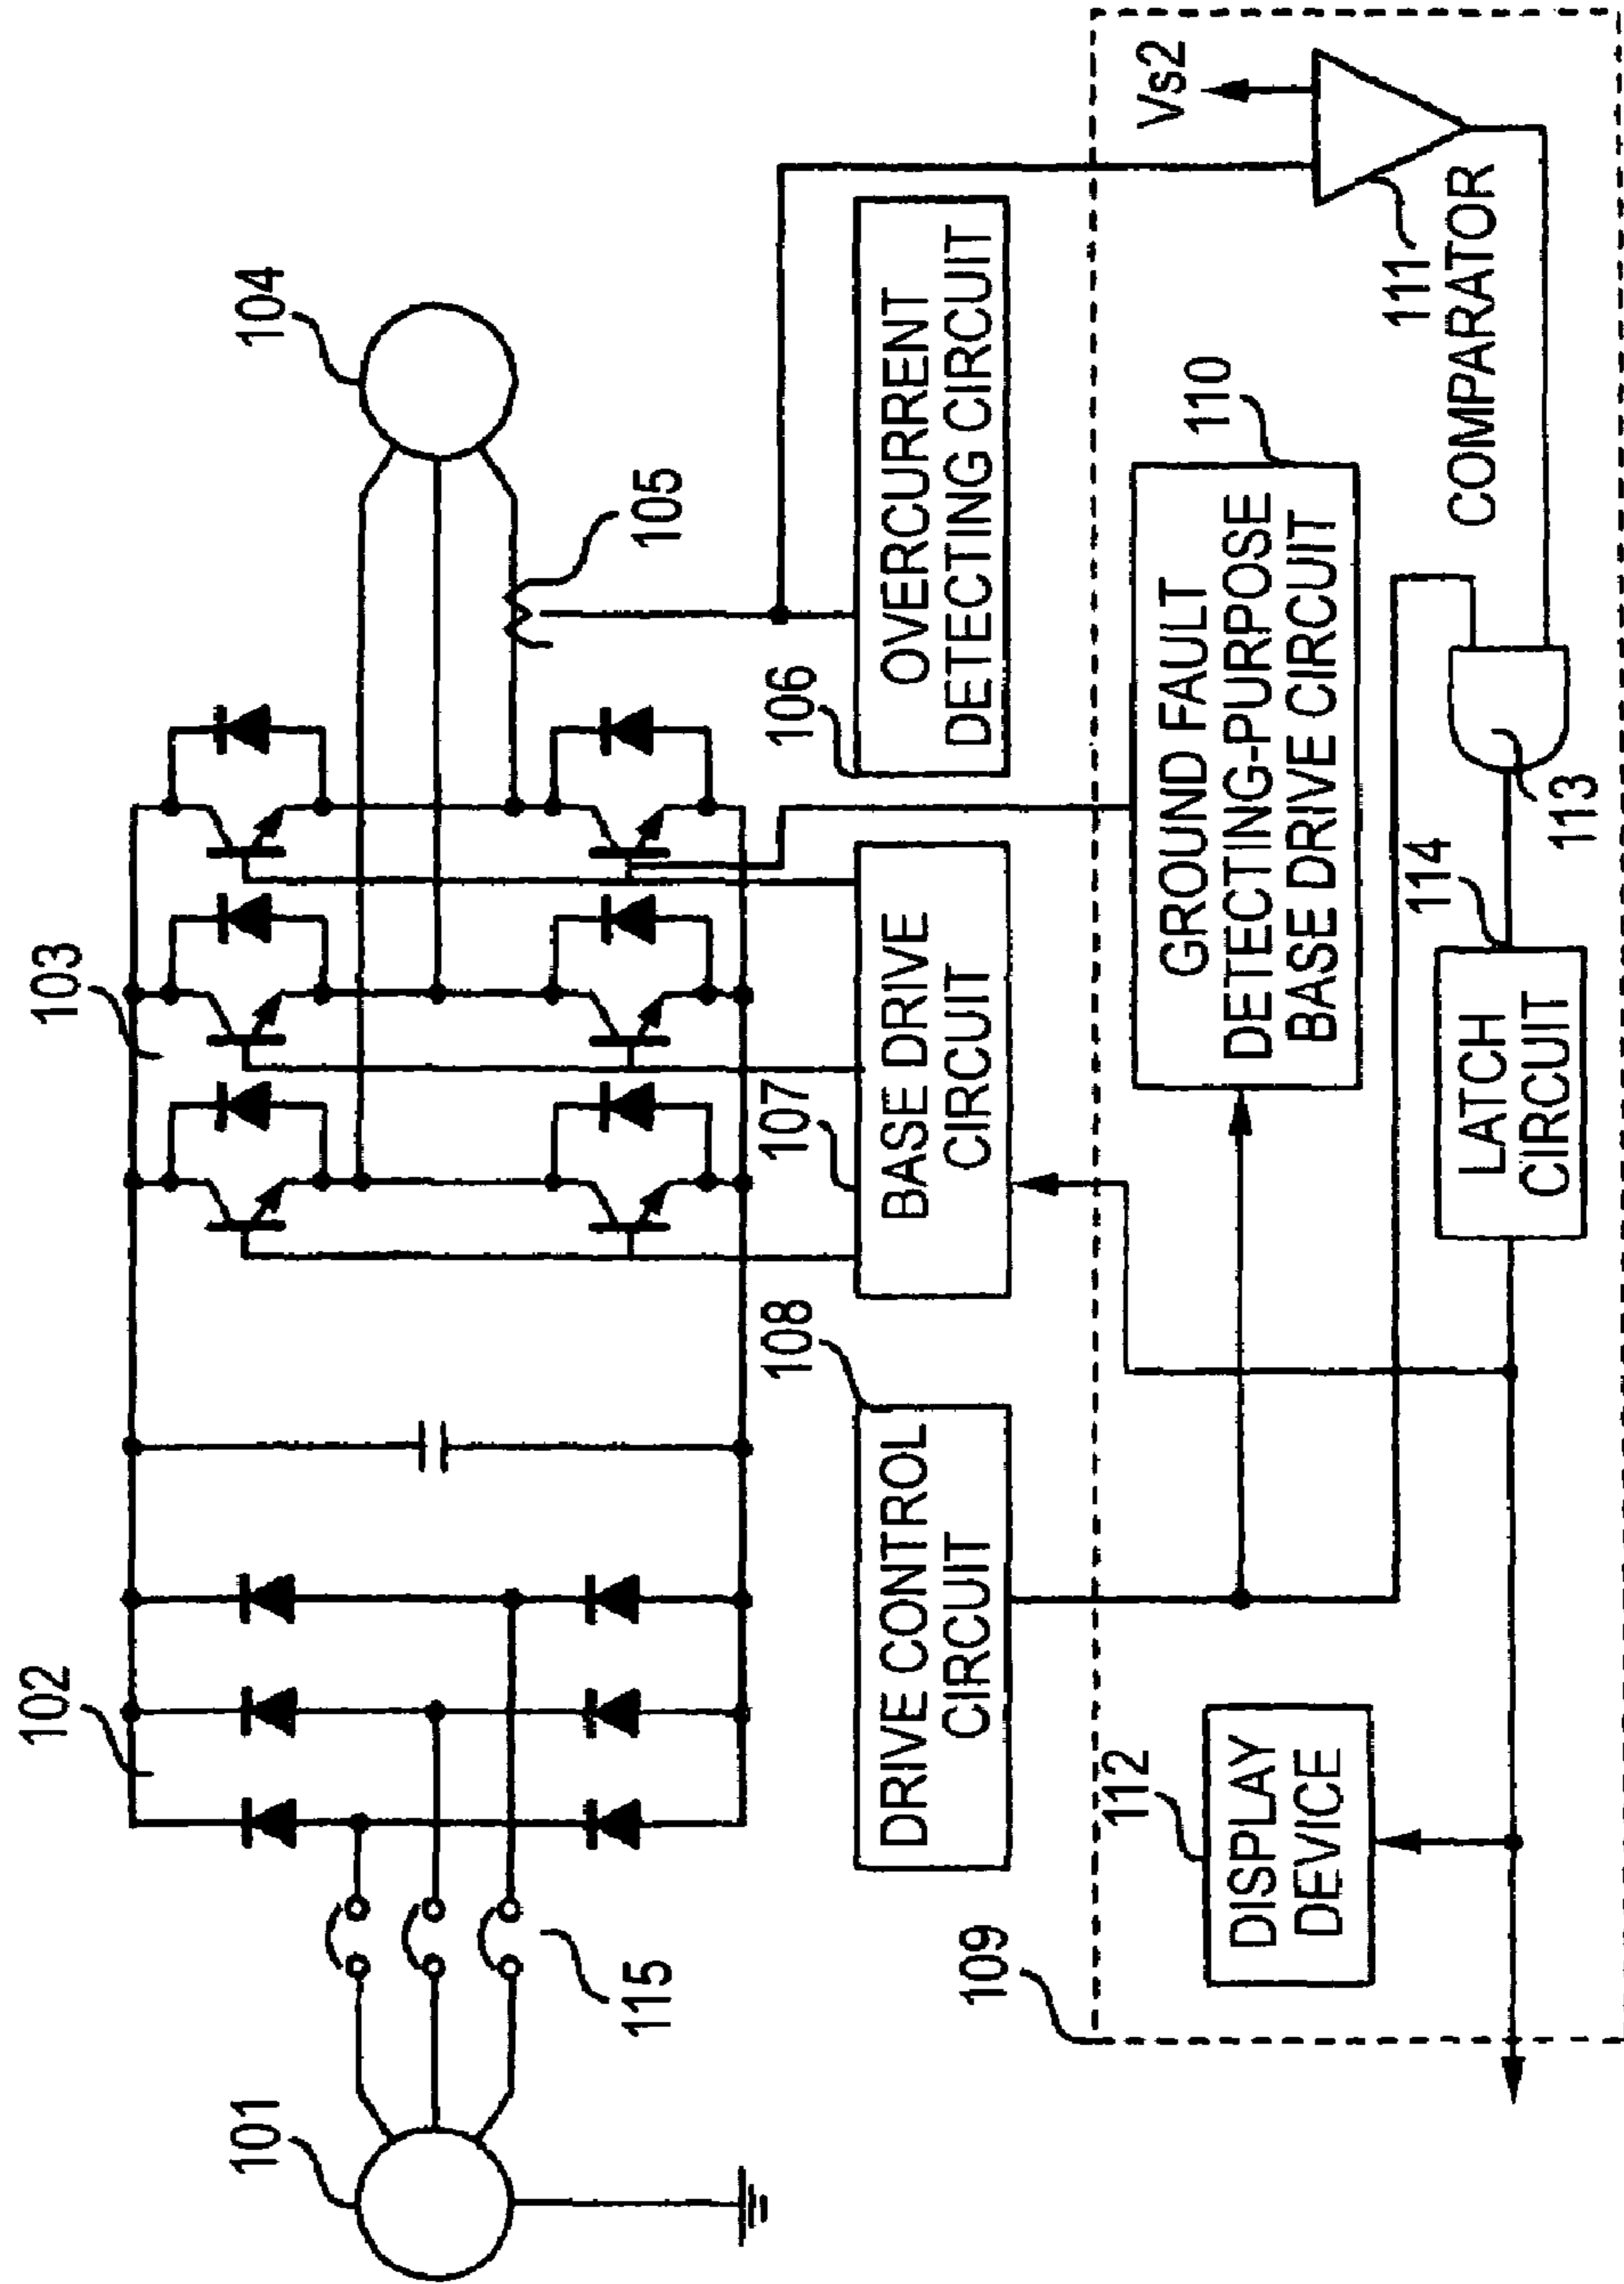 101
115
102
103
104
105
106
OVERCURRENT
DETECTING CIRCUIT
107
BASE DRIVE
CIRCUIT
108
DRIVE CONTROL
CIRCUIT
109
112
DISPLAY
DEVICE
110
GROUND FAULT
DETECTING-PURPOSE
BASE DRIVE CIRCUIT
Vs2
111
COMPARATOR
113
114
LATCH
CIRCUIT